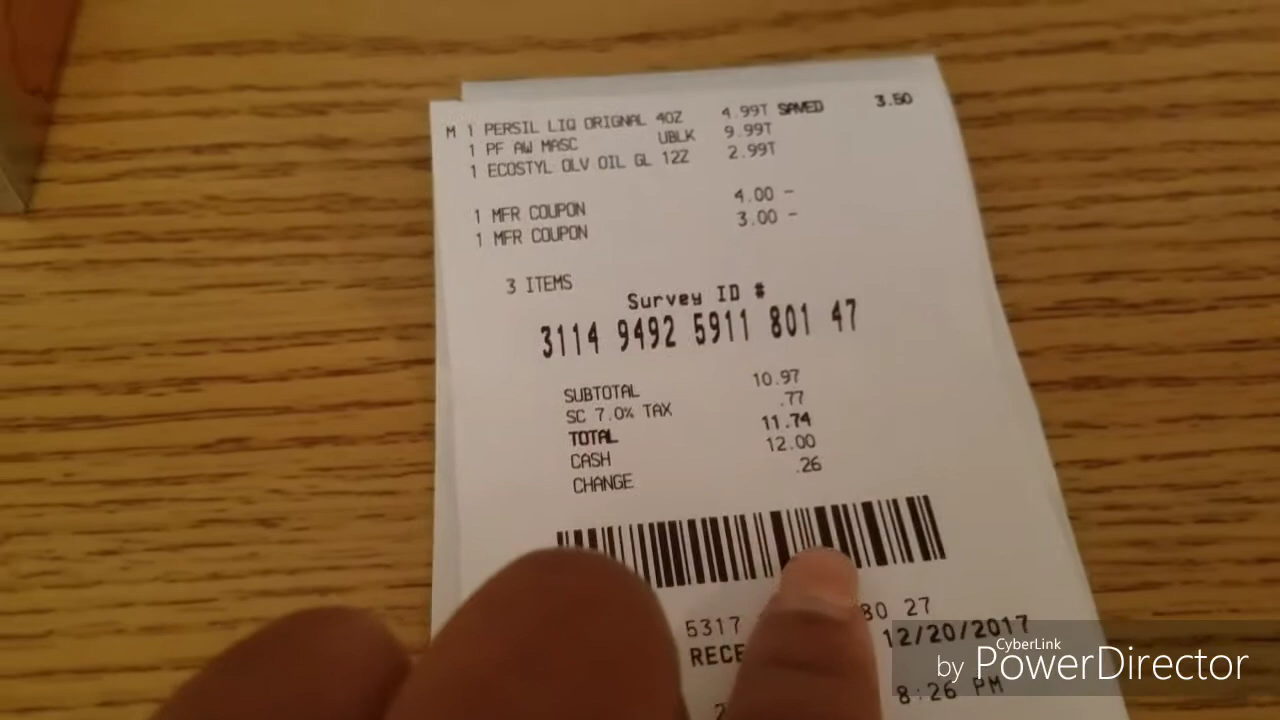 M 1 PERSIL LIQ ORIGNAL 40Z 4.99T SAVED 3.50
1 PF AW MASC UBLK 9.99T
1 ECOSTYL OLV OIL GL 12Z 2.99T
1 MFR COUPON 4.00 -
1 MFR COUPON 3.00 -
3 ITEMS
Survey ID #
3114 9492 5911 801 47
SUBTOTAL 10.97
SC 7.0% TAX .77
TOTAL 11.74
CASH 12.00
CHANGE .26
5317 27
12/20/2017
8:26 PM
CyberLink
by PowerDirector